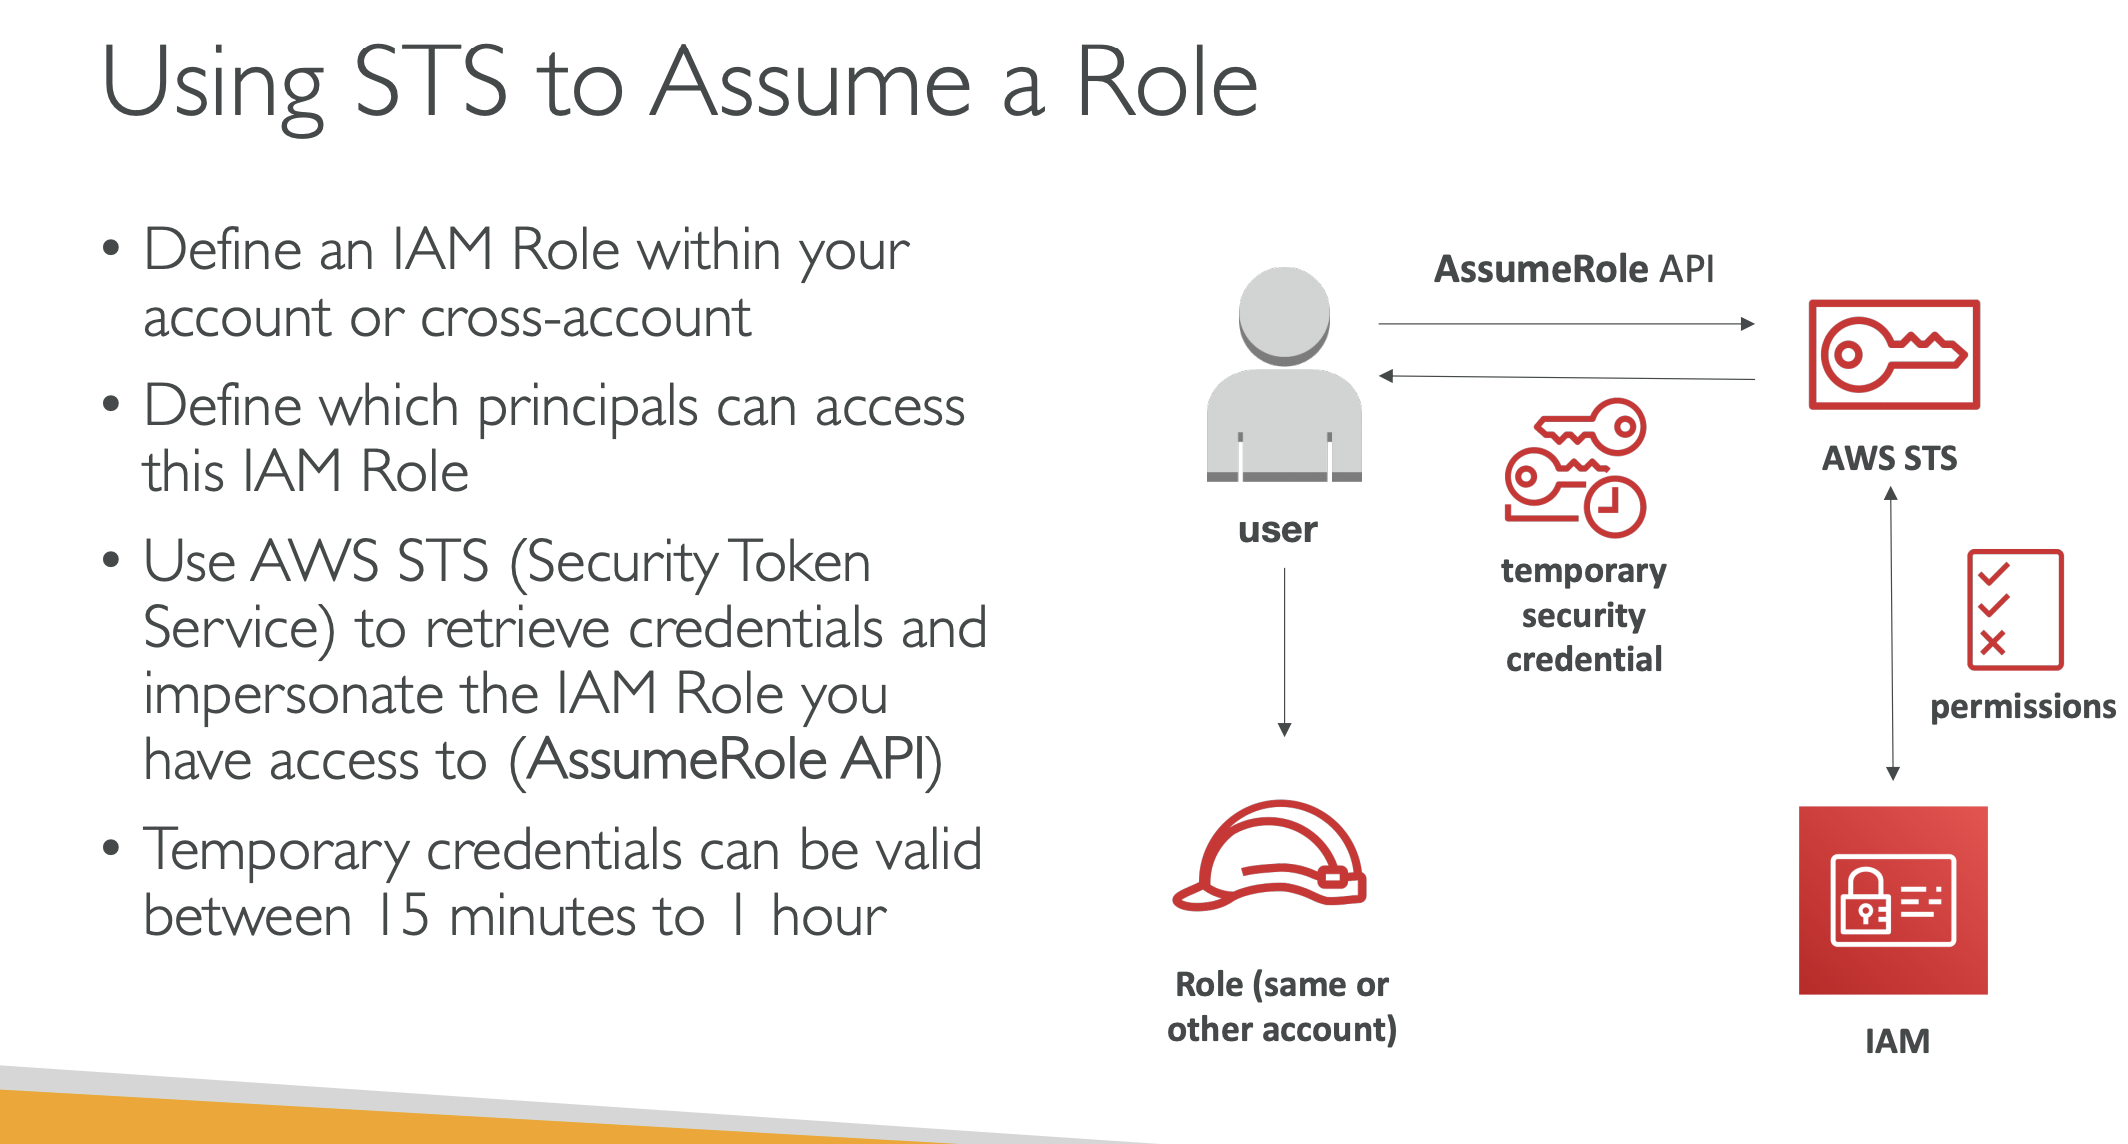 Using STS to Assume a Role
• Define an IAM Role within your
account or cross-account
• Define which principals can access
this IAM Role
• Use AWS STS (Security Token
Service) to retrieve credentials and
impersonate the IAM Role you
have access to (AssumeRole API)
• Temporary credentials can be valid
between 15 minutes to 1 hour
AssumeRole API
user
AWS STS
temporary
security
credential
permissions
Role (same or
other account)
IAM